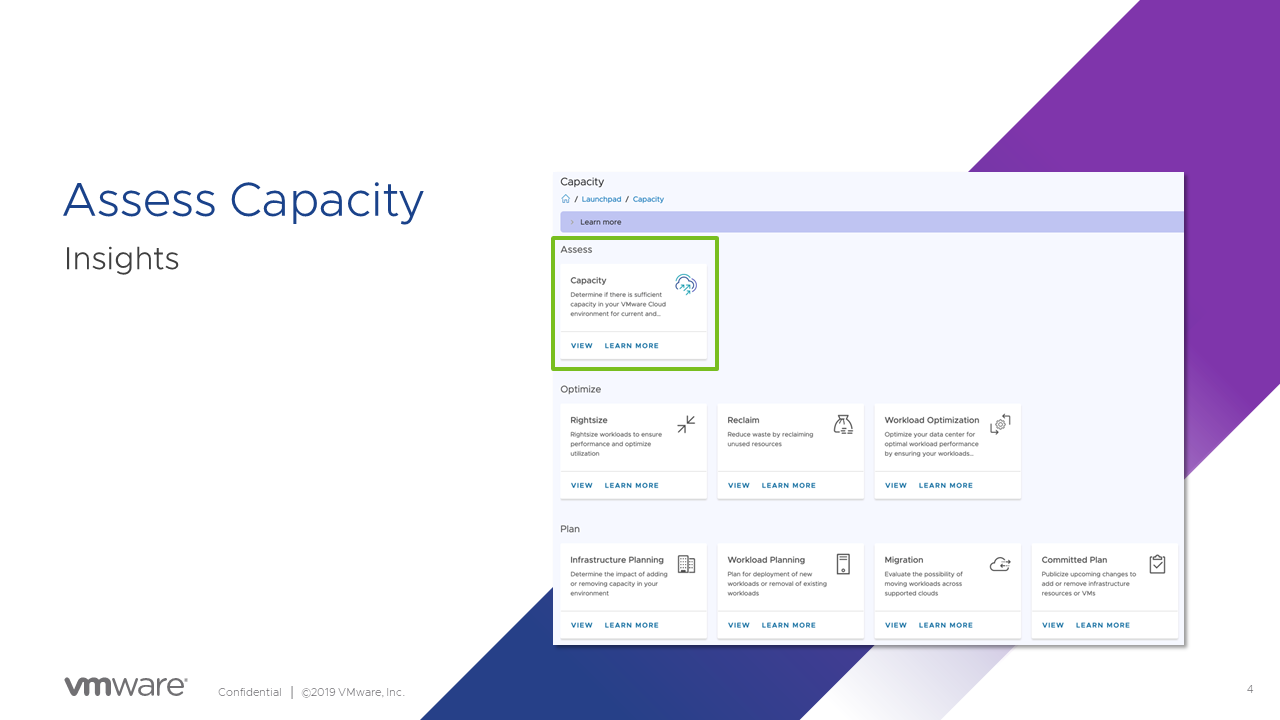 Assess Capacity
Insights
Capacity
/ Launchpad / Capacity
Learn more
Assess
Capacity
Determine if there is sufficient
capacity in your VMware Cloud
environment for current and...
VIEW LEARN MORE
Optimize
Rightsize
Rightsize workloads to ensure
performance and optimize
utilization
VIEW LEARN MORE
Reclaim
Reduce waste by reclaiming
unused resources
VIEW LEARN MORE
Workload Optimization
Optimize your data center for
optimal workload performance
by ensuring your workloads...
VIEW LEARN MORE
Plan
Infrastructure Planning
Determine the impact of adding
or removing capacity in your
environment
VIEW LEARN MORE
Workload Planning
Plan for deployment of new
workloads or removal of existing
workloads
VIEW LEARN MORE
Migration
Evaluate the possibility of
moving workloads across
supported clouds
VIEW LEARN MORE
Committed Plan
Publicize upcoming changes to
add or remove infrastructure
resources or VMs
VIEW LEARN MORE
vmware®
Confidential | ©2019 VMware, Inc.
4